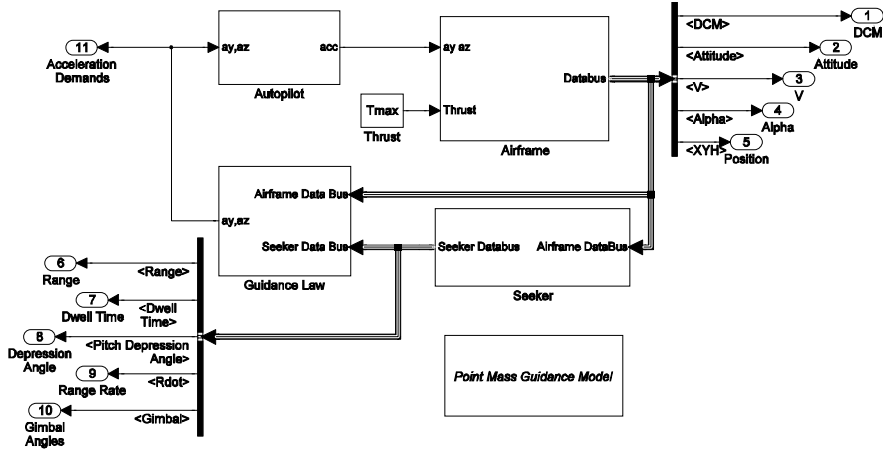 11
Acceleration
Demands
ay,az
acc
Autopilot
ay az
Databus
Thrust
Airframe
Tmax
Thrust
<DCM>
1
DCM
<Attitude>
2
Attitude
<V>
3
V
<Alpha>
4
Alpha
<XYH>
5
Position
Airframe Data Bus
ay,az
Seeker Data Bus
Guidance Law
Seeker Databus
Airframe DataBus
Seeker
6
Range
<Range>
7
Dwell Time
<Dwell
Time>
8
Depression
Angle
<Pitch Depression
Angle>
9
Range Rate
<Rdot>
10
Gimbal
Angles
<Gimbal>
Point Mass Guidance Model